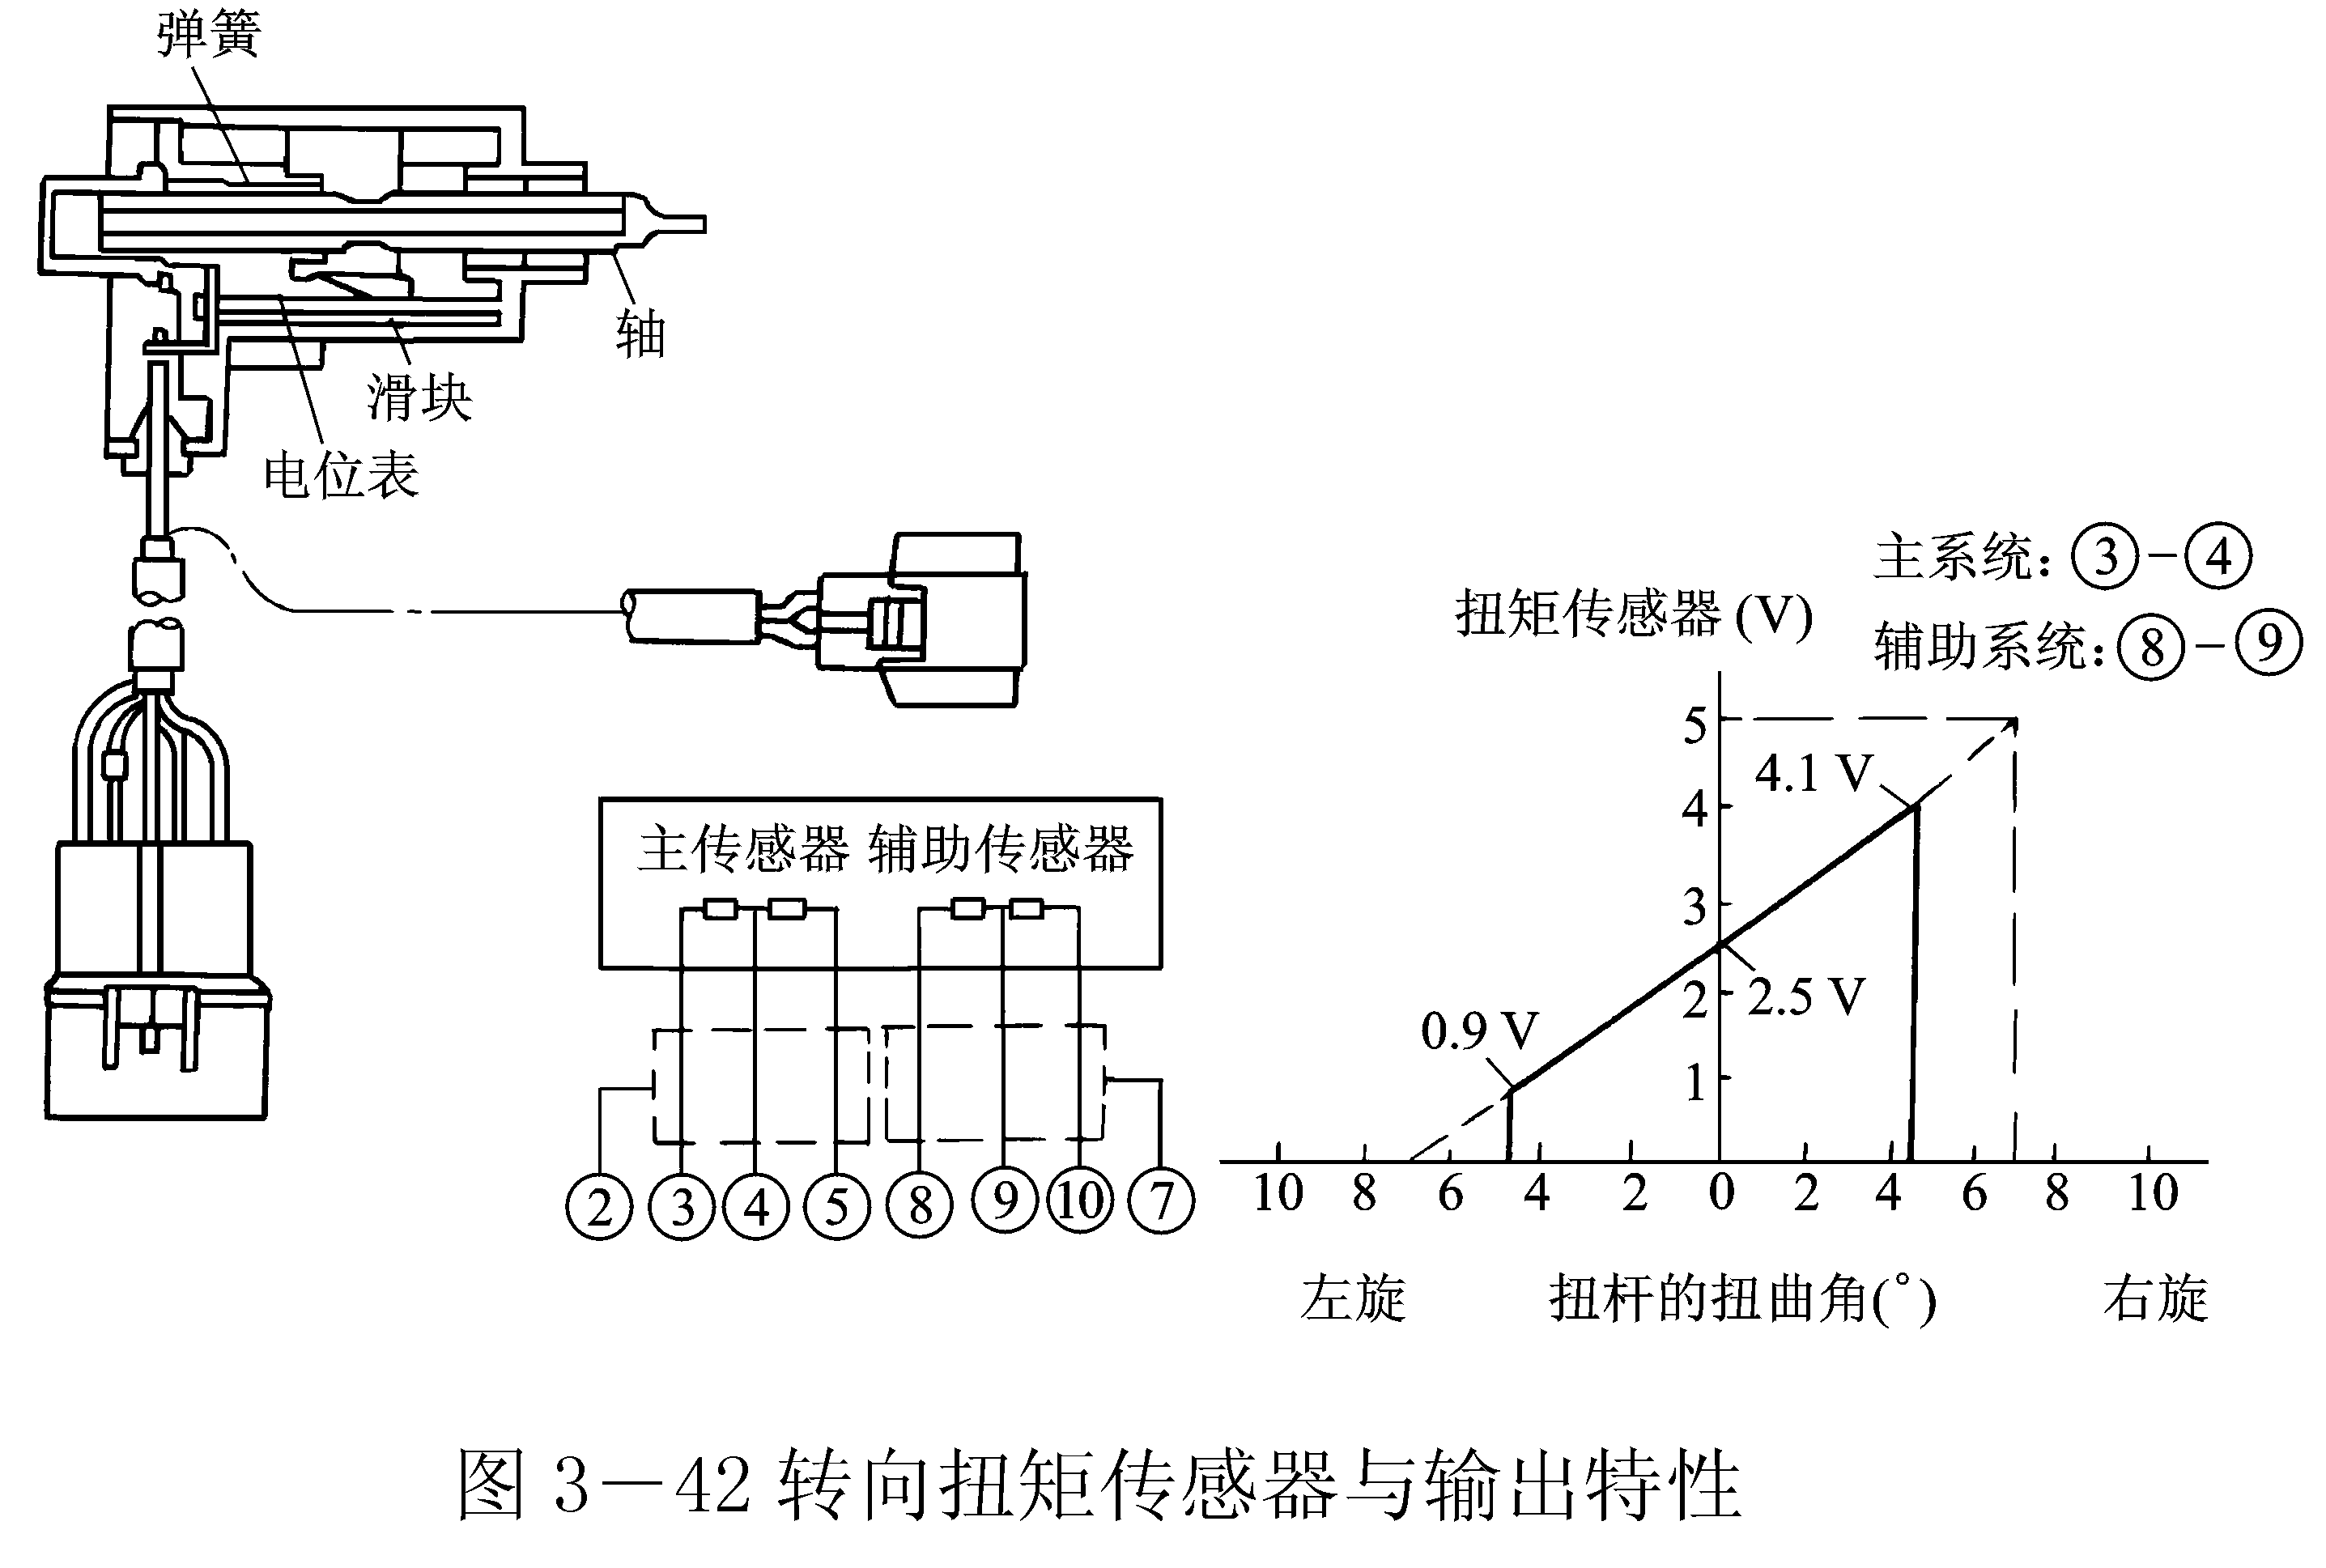 弹簧
轴
滑块
电位表
主系统：③－④
扭矩传感器(V)
辅助系统：⑧－⑨
5
4.1 V
4
主传感器 辅助传感器
3
2
2.5 V
0.9 V
1
② ③ ④ ⑤ ⑧ ⑨ ⑩ ⑦
10 8 6 4 2 0 2 4 6 8 10
左旋 扭杆的扭曲角(°) 右旋
图 3－42 转向扭矩传感器与输出特性